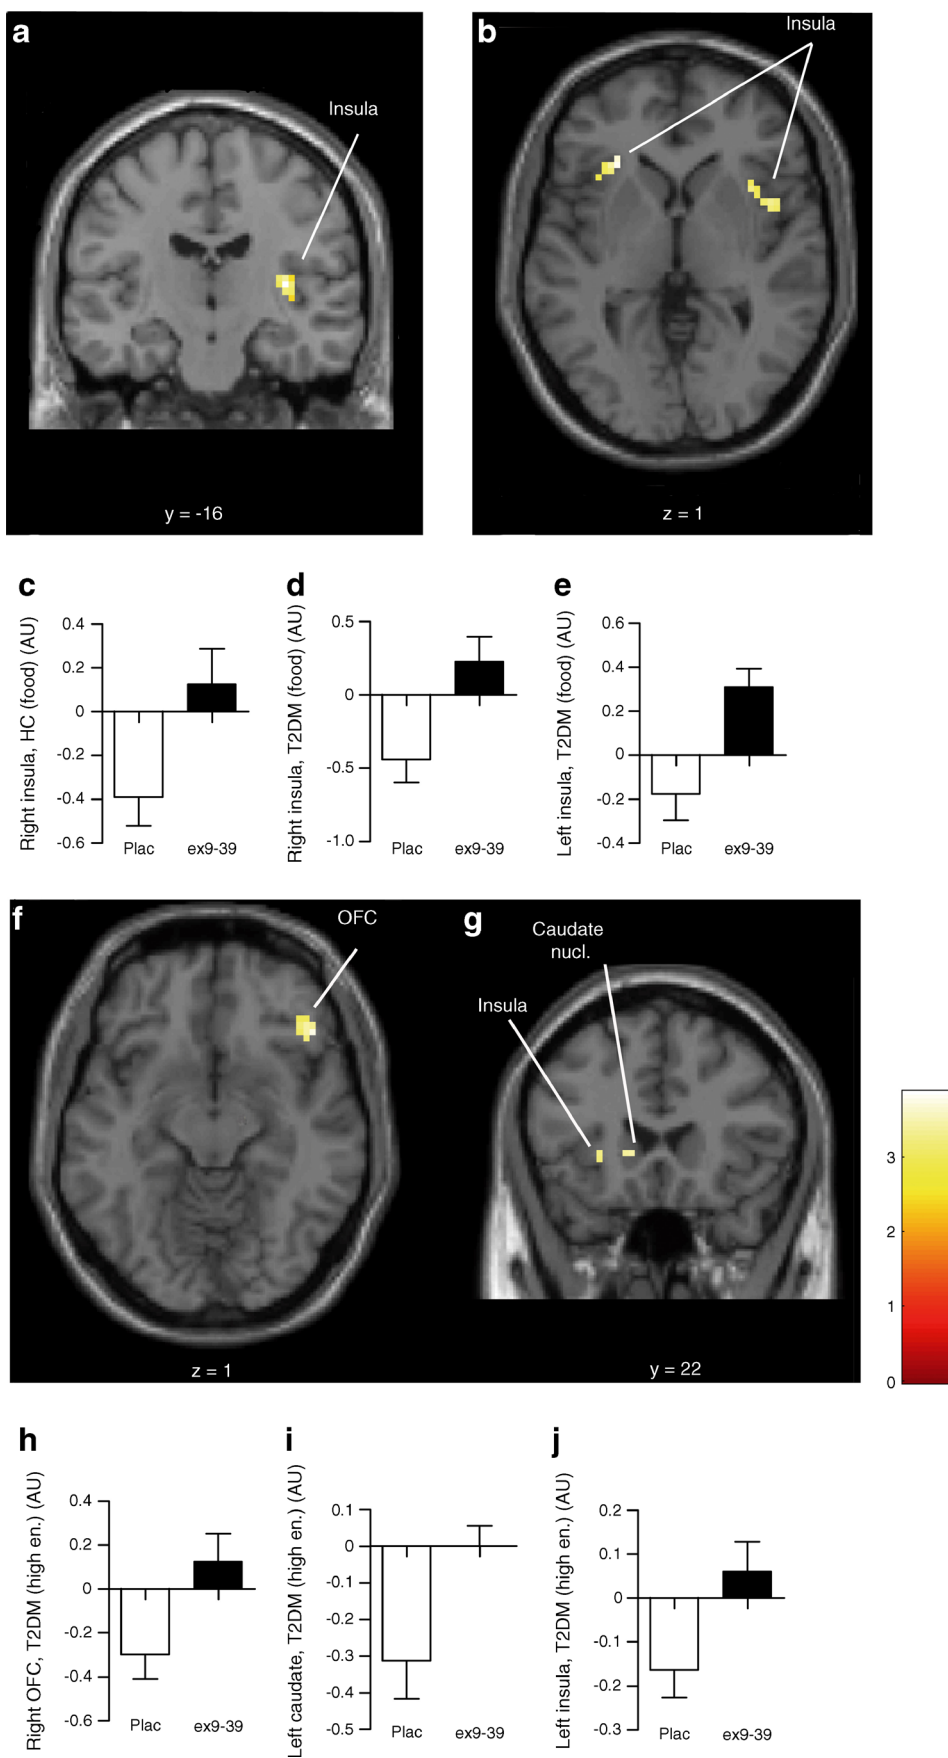 a
Insula
y = -16
b
Insula
z = 1
c
Right insula, HC (food) (AU)
0.4
0.2
0
-0.2
-0.4
-0.6
Plac
ex9-39
d
Right insula, T2DM (food) (AU)
0.5
0
-0.5
-1.0
Plac
ex9-39
e
Left insula, T2DM (food) (AU)
0.6
0.4
0.2
0
-0.2
-0.4
Plac
ex9-39
f
OFC
z = 1
g
Caudate
nucl.
Insula
y = 22
3
2
1
0
h
Right OFC, T2DM (high en.) (AU)
0.4
0.2
0
-0.2
-0.4
-0.6
Plac
ex9-39
i
Left caudate, T2DM (high en.) (AU)
0.1
0
-0.1
-0.2
-0.3
-0.4
-0.5
Plac
ex9-39
j
Left insula, T2DM (high en.) (AU)
0.2
0.1
0
-0.1
-0.2
-0.3
Plac
ex9-39